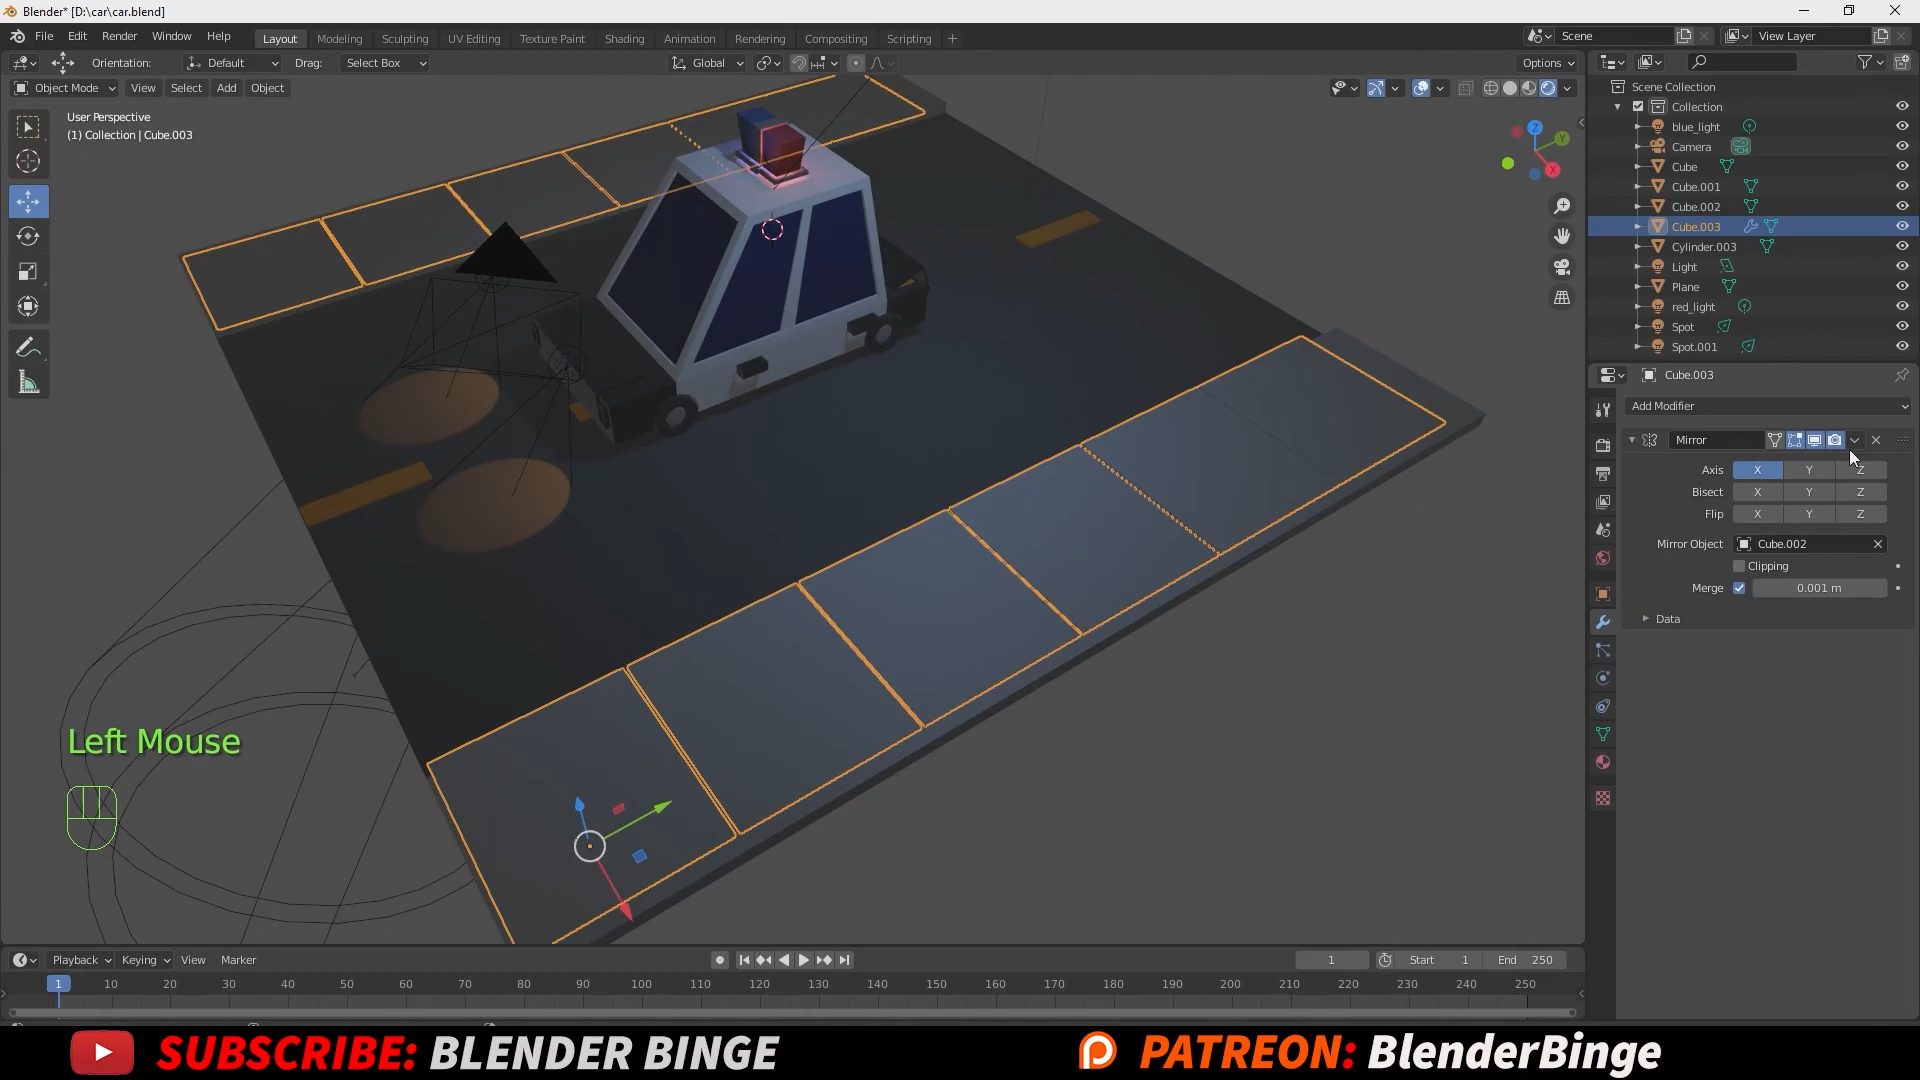 Blender* [D:\car\car.blend]
File Edit Render Window Help
Layout Modeling Sculpting UV Editing Texture Paint Shading Animation Rendering Compositing Scripting
Scene
View Layer
Orientation: Default Drag: Select Box
Global
Options
Object Mode View Select Add Object
User Perspective
(1) Collection | Cube.003
Z
Y
X
Scene Collection
Collection
blue_light
Camera
Cube
Cube.001
Cube.002
Cube.003
Cylinder.003
Light
Plane
red_light
Spot
Spot.001
Cube.003
Add Modifier
Mirror
Axis X Y Z
Bisect X Y Z
Flip X Y Z
Mirror Object Cube.002
Clipping
Merge 0.001 m
Data
Left Mouse
Playback Keying View Marker
1 Start 1 End 250
1 10 20 30 40 50 60 70 80 90 100 110 120 130 140 150 160 170 180 190 200 210 220 230 240 250
SUBSCRIBE: BLENDER BINGE
PATREON: BlenderBinge